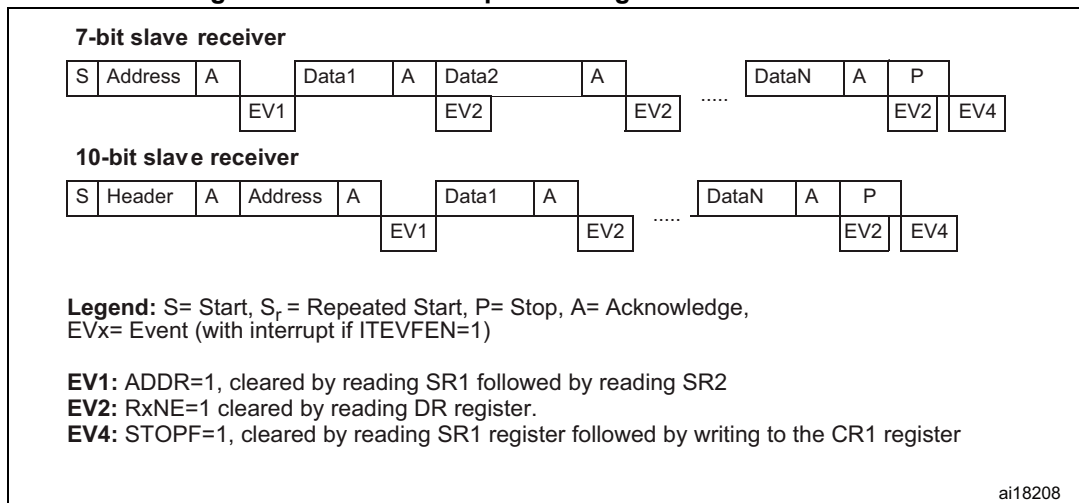 7-bit slave receiver
S Address A Data1 A Data2 A ..... DataN A P
EV1 EV2 EV2 EV2 EV4
10-bit slave receiver
S Header A Address A Data1 A ..... DataN A P
EV1 EV2 EV2 EV4
Legend: S= Start, Sr = Repeated Start, P= Stop, A= Acknowledge,
EVx= Event (with interrupt if ITEVFEN=1)
EV1: ADDR=1, cleared by reading SR1 followed by reading SR2
EV2: RxNE=1 cleared by reading DR register.
EV4: STOPF=1, cleared by reading SR1 register followed by writing to the CR1 register
ai18208